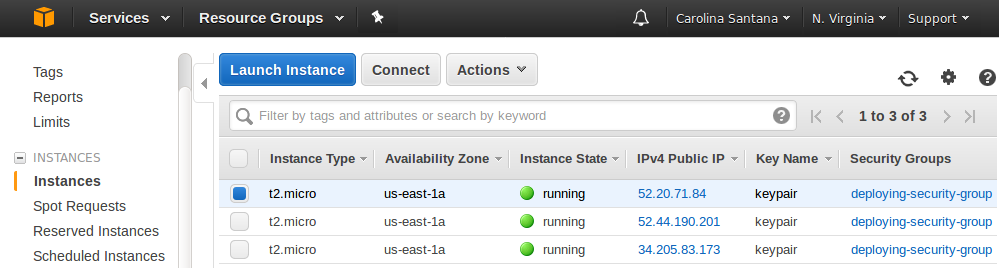 Services Resource Groups Carolina Santana N. Virginia Support
Tags
Reports
Limits
INSTANCES
Instances
Spot Requests
Reserved Instances
Scheduled Instances
Launch Instance Connect Actions
Filter by tags and attributes or search by keyword ? 1 to 3 of 3 ?
Instance Type Availability Zone Instance State IPv4 Public IP Key Name Security Groups
t2.micro us-east-1a running 52.20.71.84 keypair deploying-security-group
t2.micro us-east-1a running 52.44.190.201 keypair deploying-security-group
t2.micro us-east-1a running 34.205.83.173 keypair deploying-security-group